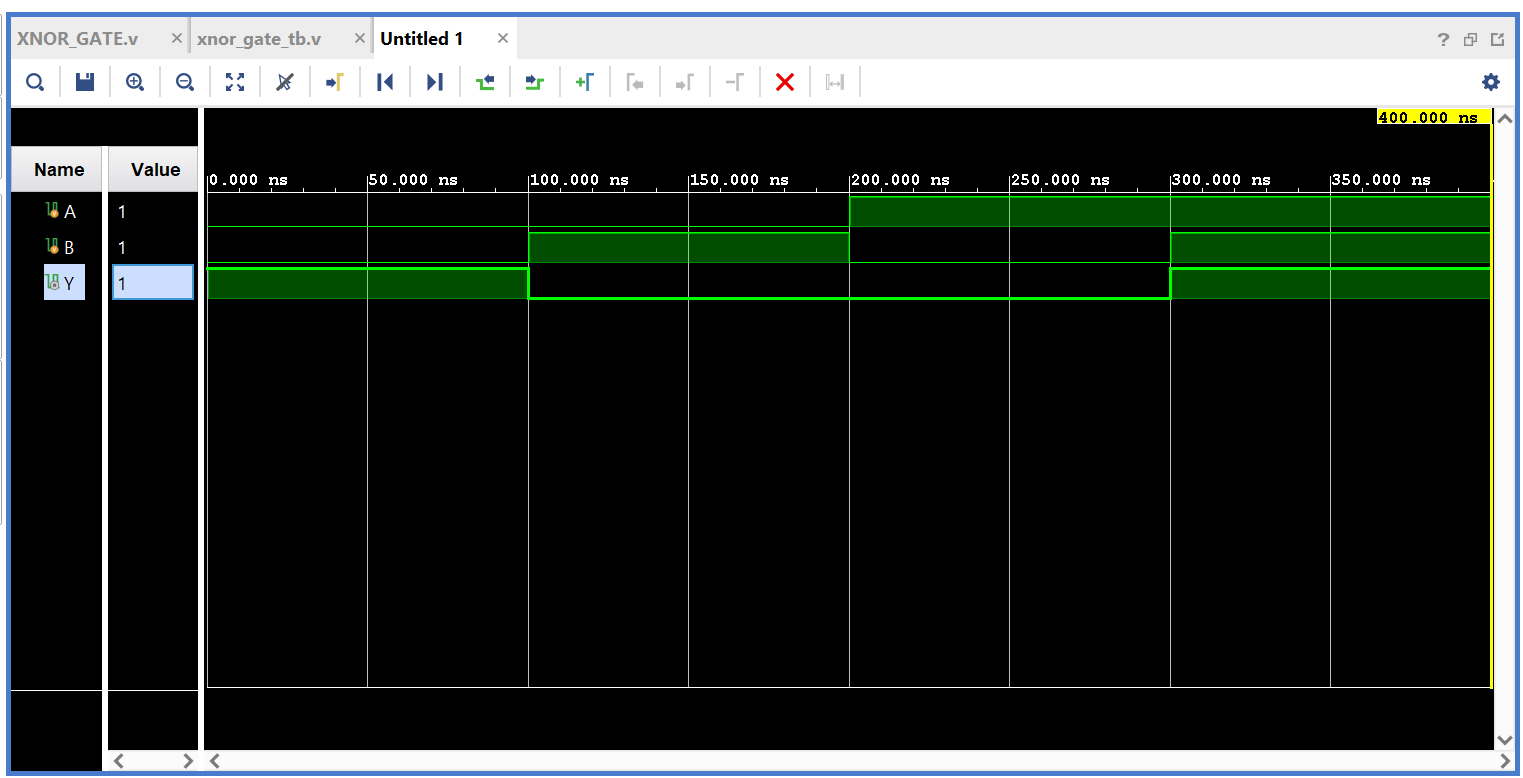 XNOR_GATE.v × xnor_gate_tb.v × Untitled 1 × ?
400.000 ns
Name Value 0.000 ns 50.000 ns 100.000 ns 150.000 ns 200.000 ns 250.000 ns 300.000 ns 350.000 ns
A 1
B 1
Y 1